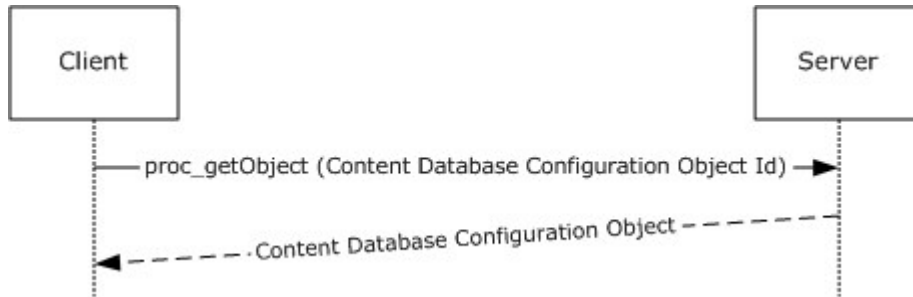 Client
Server
proc_getObject (Content Database Configuration Object Id)
Content Database Configuration Object